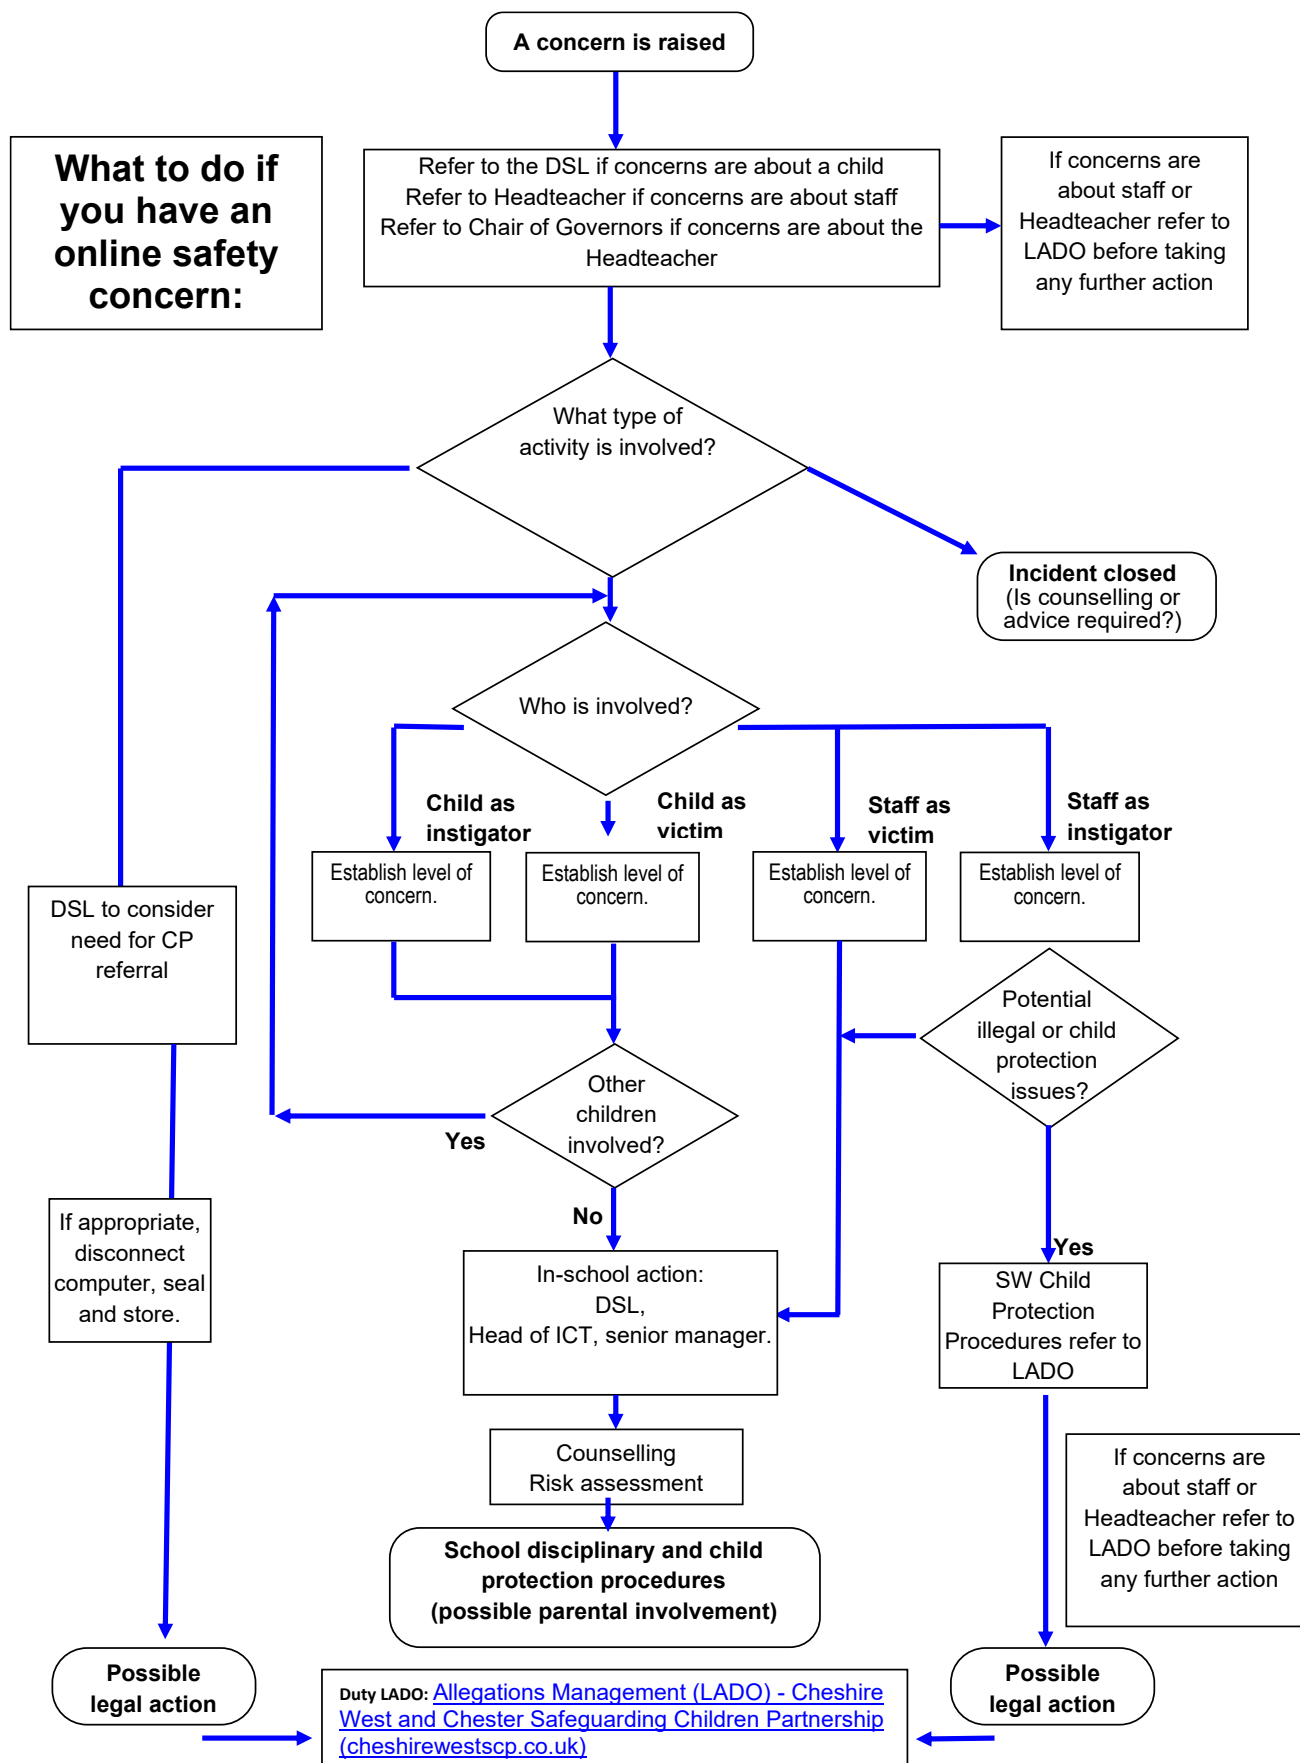 A concern is raised
What to do if
you have an
online safety
concern:
Refer to the DSL if concerns are about a child
Refer to Headteacher if concerns are about staff
Refer to Chair of Governors if concerns are about the
Headteacher
If concerns are
about staff or
Headteacher refer to
LADO before taking
any further action
What type of
activity is involved?
Incident closed
(Is counselling or
advice required?)
Who is involved?
Child as
instigator
Child as
victim
Staff as
victim
Staff as
instigator
Establish level of
concern.
Establish level of
concern.
Establish level of
concern.
Establish level of
concern.
DSL to consider
need for CP
referral
Potential
illegal or child
protection
issues?
Other
children
involved?
Yes
No
If appropriate,
disconnect
computer, seal
and store.
Yes
In-school action:
DSL,
Head of ICT, senior manager.
SW Child
Protection
Procedures refer to
LADO
Counselling
Risk assessment
If concerns are
about staff or
Headteacher refer to
LADO before taking
any further action
School disciplinary and child
protection procedures
(possible parental involvement)
Possible
legal action
Possible
legal action
Duty LADO: Allegations Management (LADO) - Cheshire
West and Chester Safeguarding Children Partnership
(cheshirewestscp.co.uk)